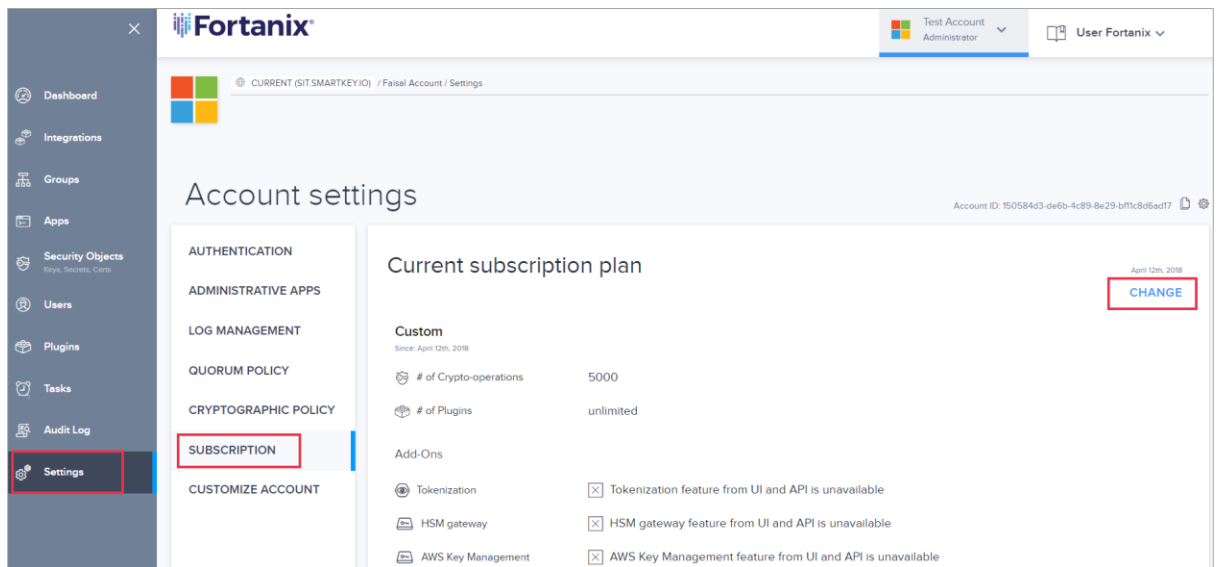 Fortanix®
Test Account
Administrator
User Fortanix
CURRENT (SIT.SMARTKEY.IO) / Faisal Account / Settings
Dashboard
Integrations
Groups
Apps
Security Objects
Keys, Secrets, Certs
Users
Plugins
Tasks
Audit Log
Settings
Account settings
Account ID: 150584d3-de6b-4c89-8e29-bf11c8d6ad17
AUTHENTICATION
ADMINISTRATIVE APPS
LOG MANAGEMENT
QUORUM POLICY
CRYPTOGRAPHIC POLICY
SUBSCRIPTION
CUSTOMIZE ACCOUNT
Current subscription plan
April 12th, 2018
CHANGE
Custom
Since: April 12th, 2018
# of Crypto-operations 5000
# of Plugins unlimited
Add-Ons
Tokenization Tokenization feature from UI and API is unavailable
HSM gateway HSM gateway feature from UI and API is unavailable
AWS Key Management AWS Key Management feature from UI and API is unavailable